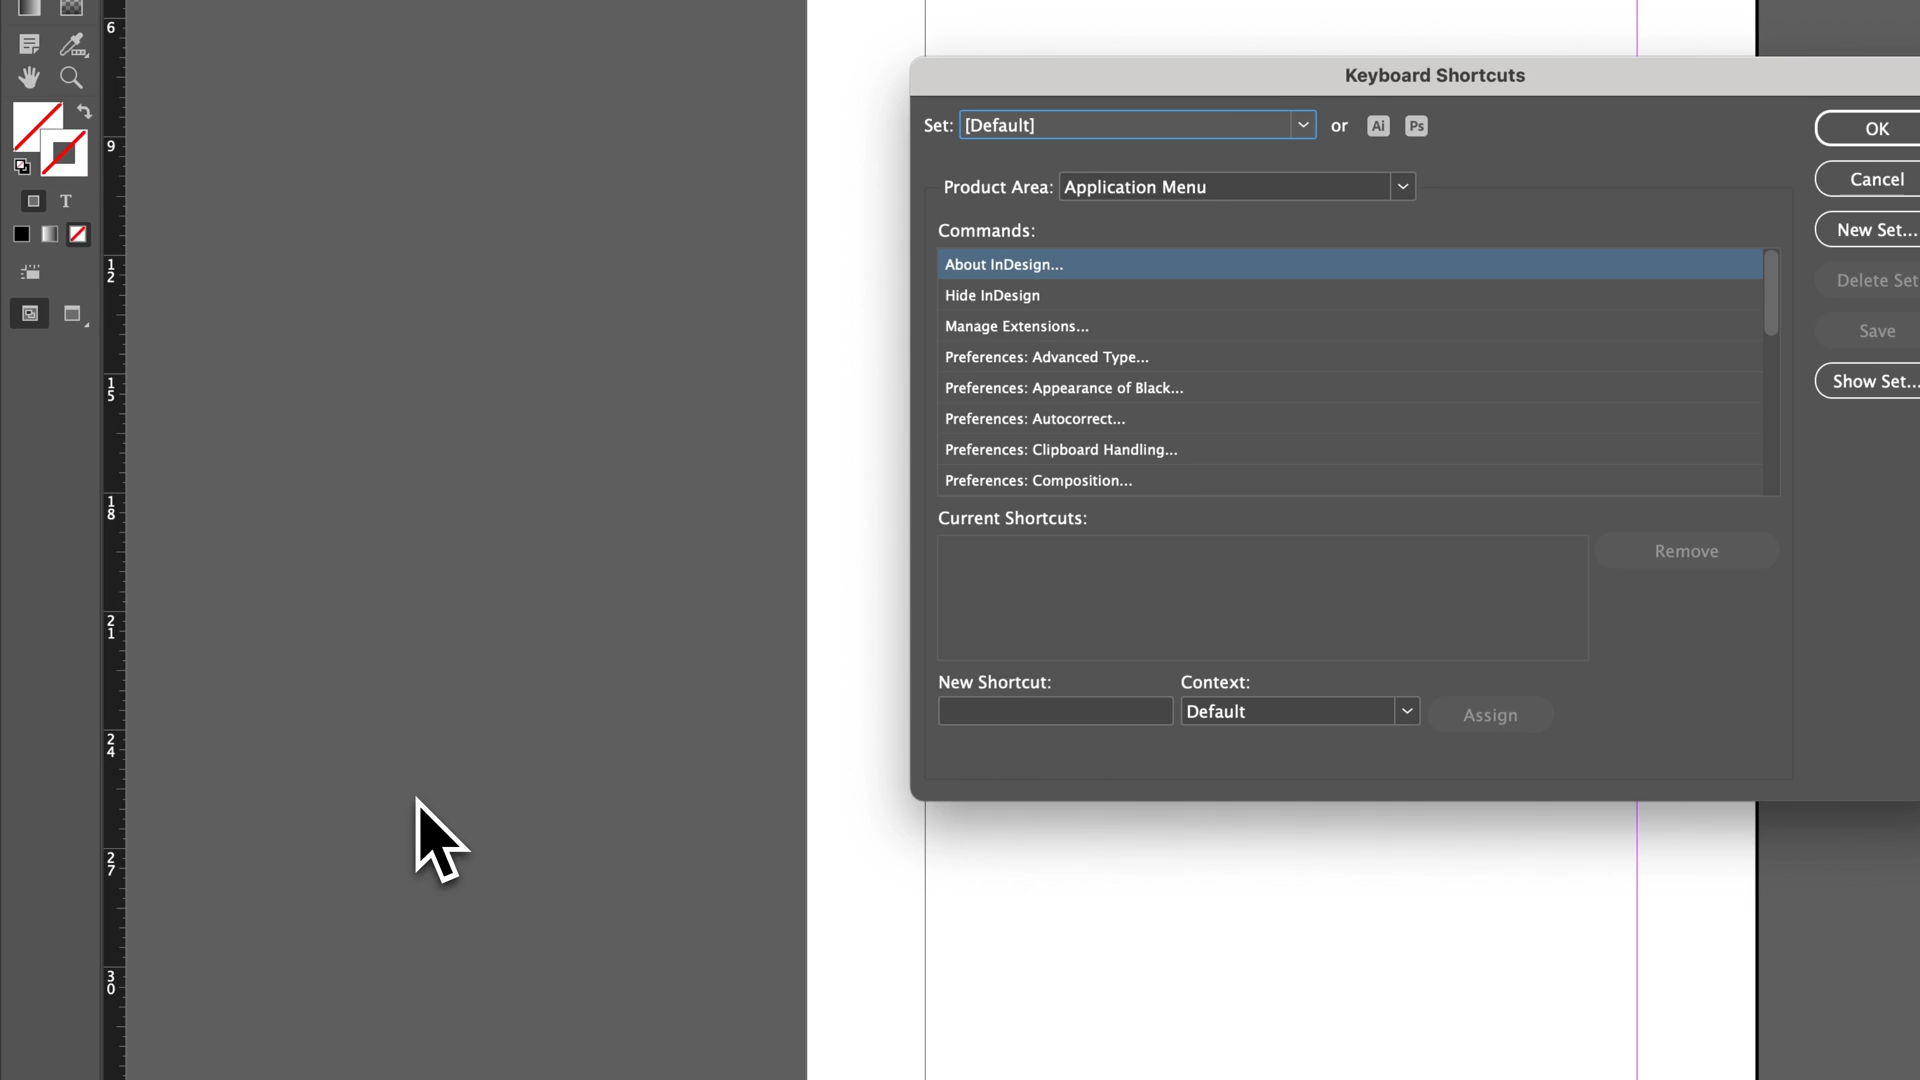 Keyboard Shortcuts
Set: [Default] or Ai Ps
OK
Product Area: Application Menu
Cancel
Commands:
New Set...
About InDesign...
Hide InDesign
Delete Set
Manage Extensions...
Save
Preferences: Advanced Type...
Preferences: Appearance of Black...
Show Set...
Preferences: Autocorrect...
Preferences: Clipboard Handling...
Preferences: Composition...
Current Shortcuts:
Remove
New Shortcut:
Context:
Default
Assign
T
6
9
12
15
18
21
24
27
30